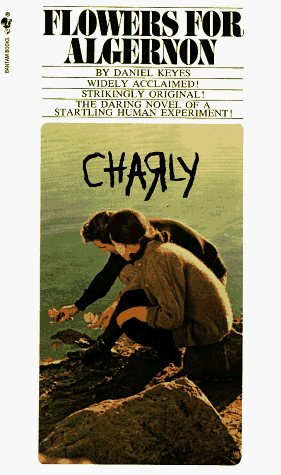 FLOWERS FOR
ALGERNON
BY DANIEL KEYES
WIDELY ACCLAIMED!
STRIKINGLY ORIGINAL!
THE DARING NOVEL OF A
STARTLING HUMAN EXPERIMENT!
BANTAM BOOKS
CHAЯLY